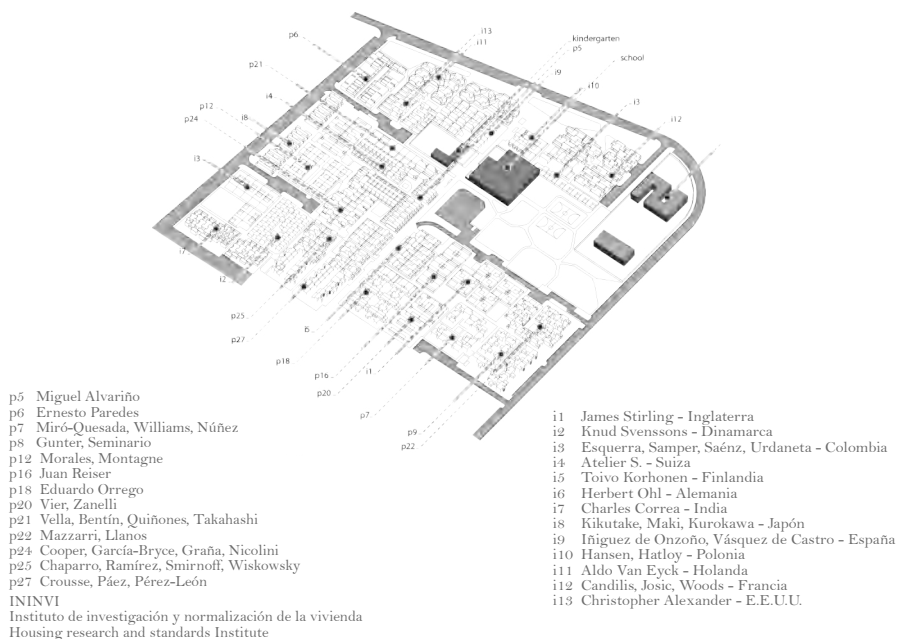 p6
i13
i11
kindergarten
p5
school
i9
i10
p21
i4
i3
p12
i8
i12
p24
i3
i7
i2
p25
p27
i6
p18
p16
i1
p20
p7
p9
p22
p5 Miguel Alvariño
p6 Ernesto Paredes
p7 Miró-Quesada, Williams, Núñez
p8 Gunter, Seminario
p12 Morales, Montagne
p16 Juan Reiser
p18 Eduardo Orrego
p20 Vier, Zanelli
p21 Vella, Bentín, Quiñones, Takahashi
p22 Mazzarri, Llanos
p24 Cooper, García-Bryce, Graña, Nicolini
p25 Chaparro, Ramírez, Smirnoff, Wiskowsky
p27 Crousse, Páez, Pérez-León
ININVI
Instituto de investigación y normalización de la vivienda
Housing research and standards Institute
i1 James Stirling - Inglaterra
i2 Knud Svenssons - Dinamarca
i3 Esquerra, Samper, Saénz, Urdaneta - Colombia
i4 Atelier S. - Suiza
i5 Toivo Korhonen - Finlandia
i6 Herbert Ohl - Alemania
i7 Charles Correa - India
i8 Kikutake, Maki, Kurokawa - Japón
i9 Iñiguez de Onzoño, Vásquez de Castro - España
i10 Hansen, Hatloy - Polonia
i11 Aldo Van Eyck - Holanda
i12 Candilis, Josic, Woods - Francia
i13 Christopher Alexander - E.E.U.U.